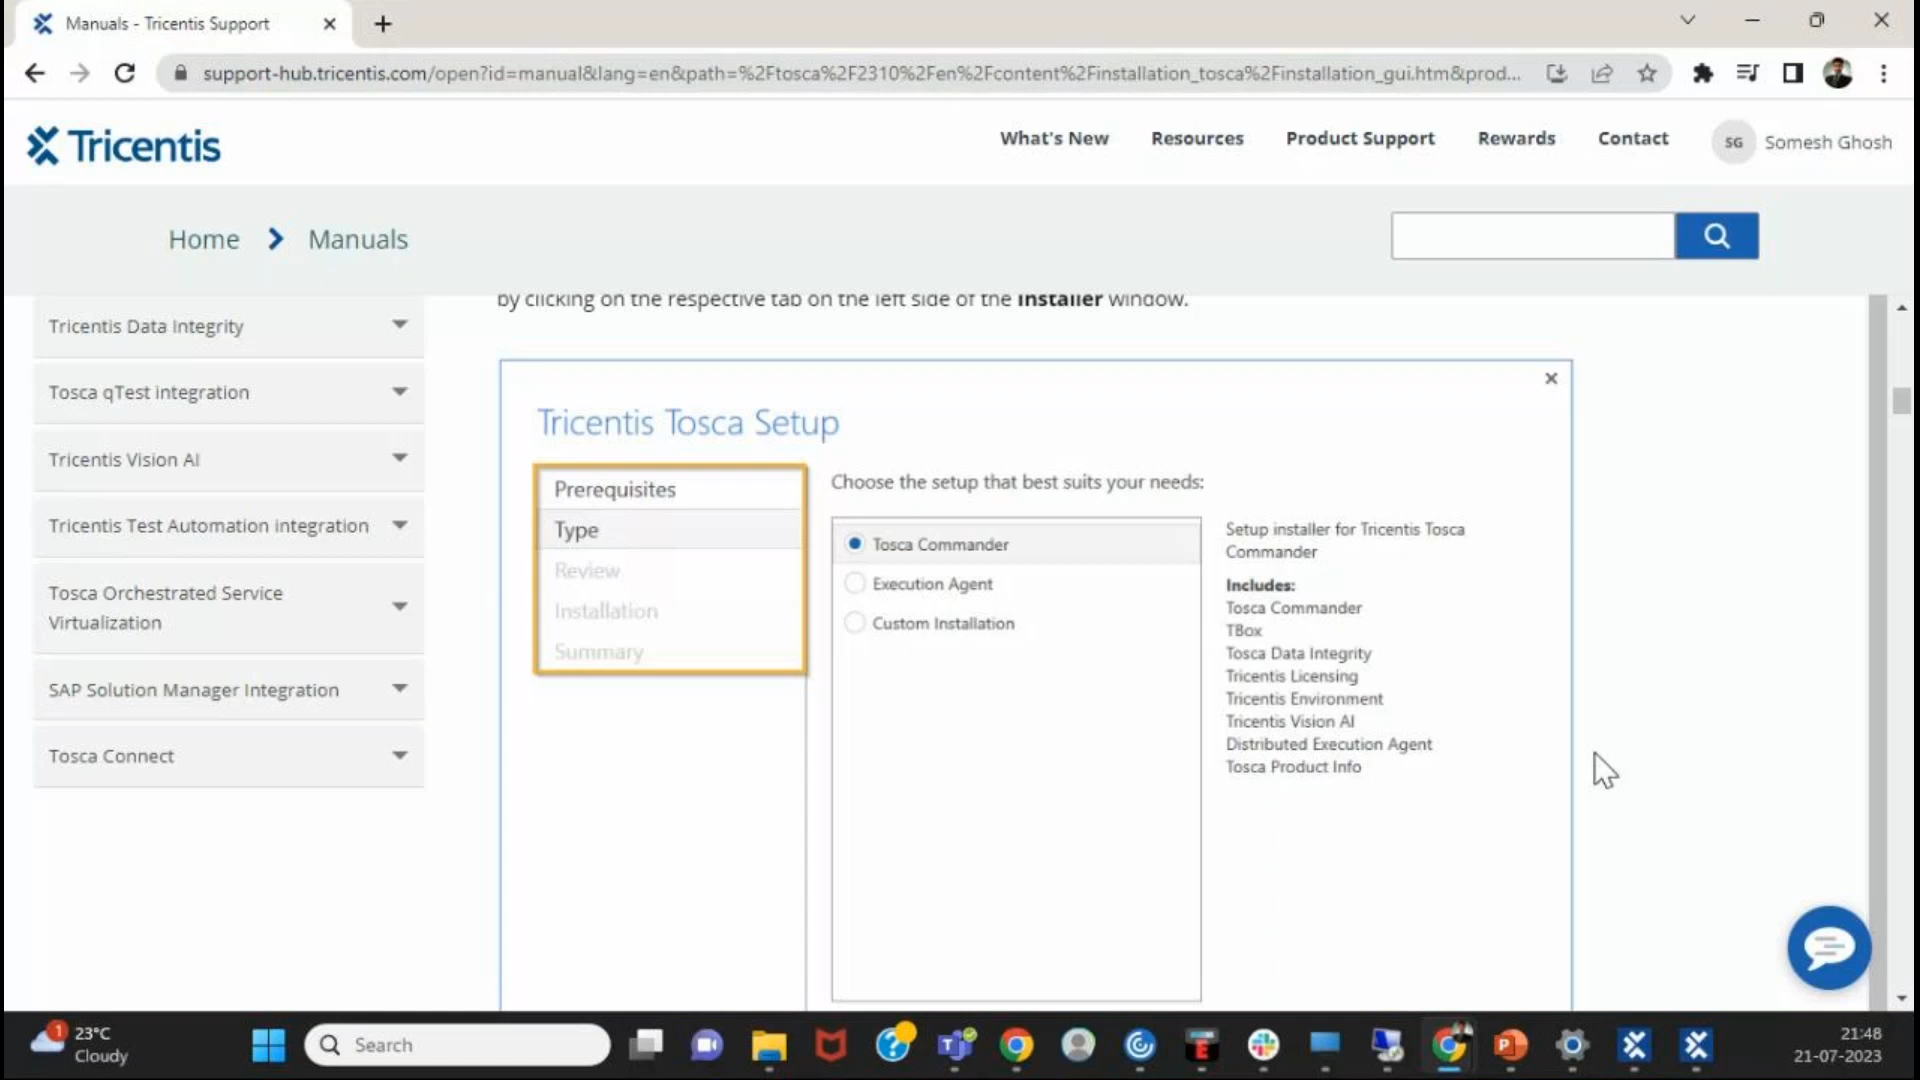 Manuals - Tricentis Support
support-hub.tricentis.com/open?id=manual&lang=en&path=%2Ftosca%2F2310%2Fen%2Fcontent%2Finstallation_tosca%2Finstallation_gui.htm&prod...
Tricentis
What's New
Resources
Product Support
Rewards
Contact
SG
Somesh Ghosh
Home
Manuals
Tricentis Data Integrity
Tosca qTest integration
Tricentis Vision AI
Tricentis Test Automation integration
Tosca Orchestrated Service
Virtualization
SAP Solution Manager Integration
Tosca Connect
by clicking on the respective tab on the left side of the Installer window.
Tricentis Tosca Setup
Prerequisites
Type
Review
Installation
Summary
Choose the setup that best suits your needs:
Tosca Commander
Execution Agent
Custom Installation
Setup installer for Tricentis Tosca
Commander
Includes:
Tosca Commander
TBox
Tosca Data Integrity
Tricentis Licensing
Tricentis Environment
Tricentis Vision AI
Distributed Execution Agent
Tosca Product Info
1
23°C
Cloudy
Search
21:48
21-07-2023